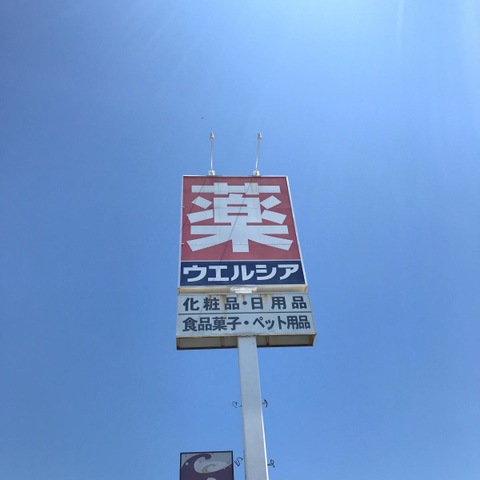 薬
ウエルシア
化粧品・日用品
食品菓子・ペット用品